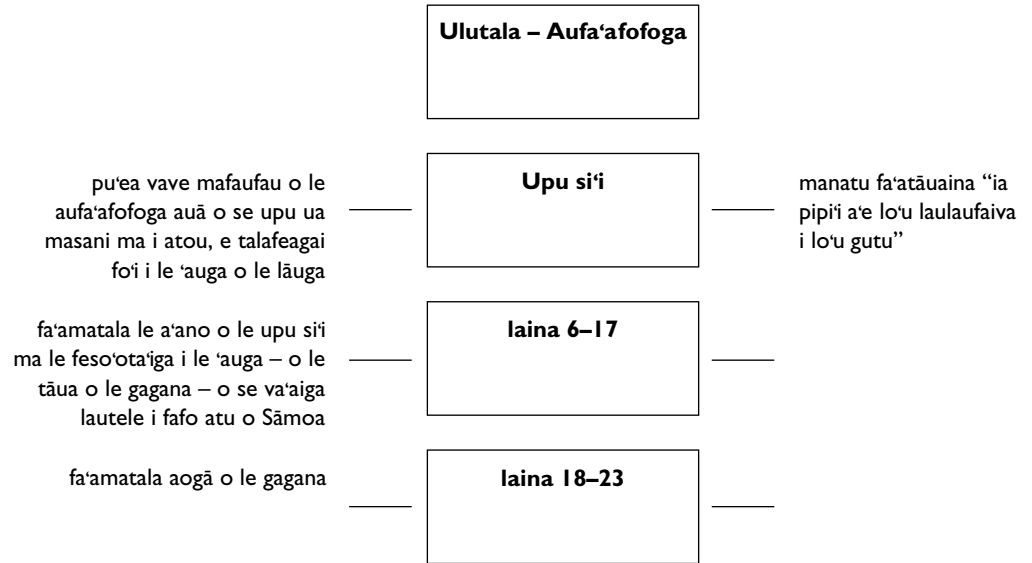 Ulutala – Aufa‘afofoga
pu‘ea vave mafaufau o le
aufa‘afofoga auā o se upu ua
masani ma i atou, e talafeagai
fo‘i i le ‘auga o le lāuga
Upu si‘i
manatu fa‘atāuaina “ia
pipi‘i a‘e lo‘u laulaufaiva
i lo‘u gutu”
fa‘amatala le a‘ano o le upu si‘i
ma le feso‘ota‘iga i le ‘auga – o le
tāua o le gagana – o se va‘aiga
lautele i fafo atu o Sāmoa
laina 6–17
fa‘amatala aogā o le gagana
laina 18–23